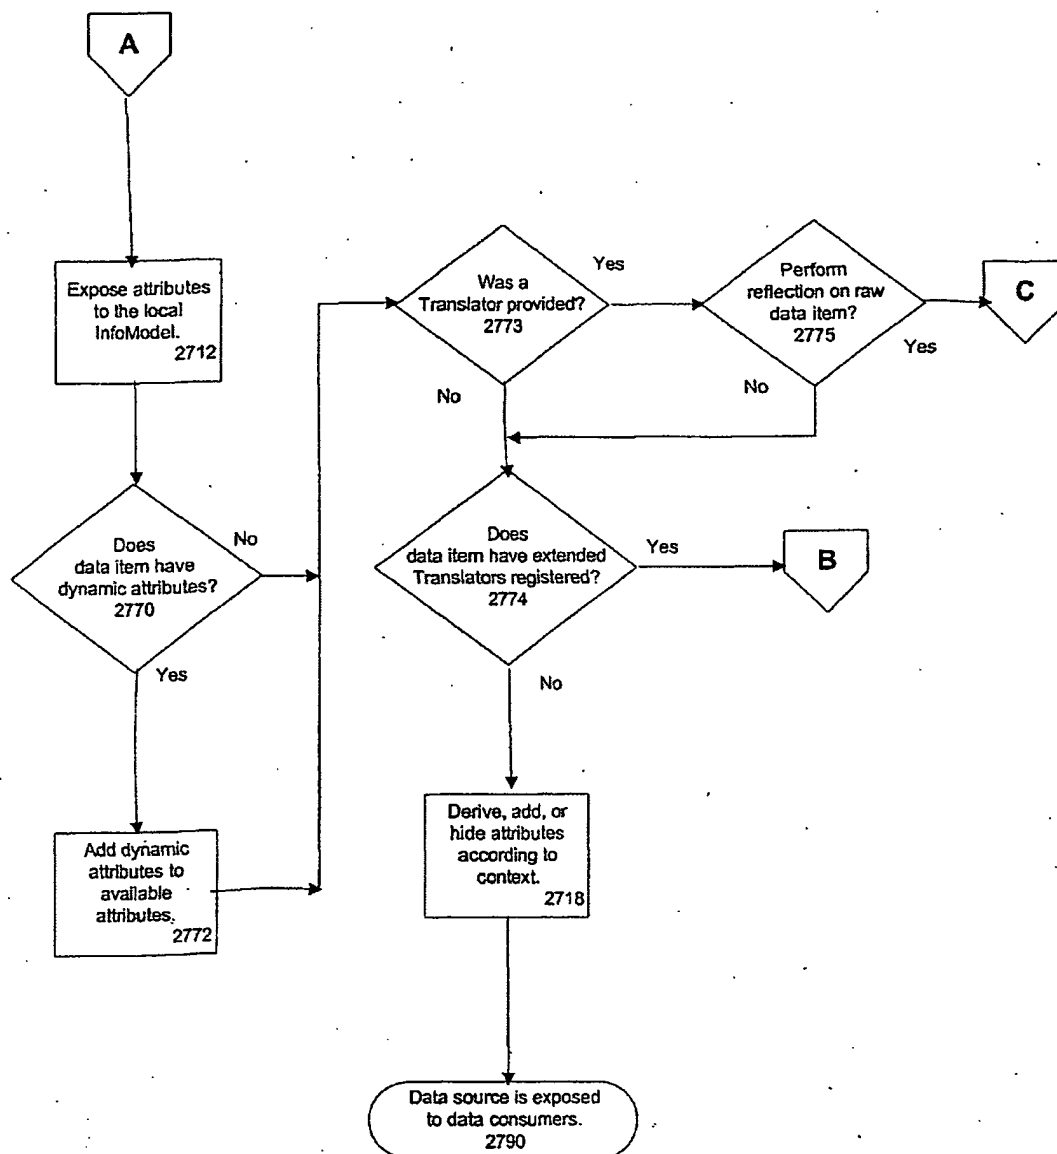 A
Expose attributes
to the local
InfoModel.
2712
Does
data item have
dynamic attributes?
2770
No
Yes
Add dynamic
attributes to
available
attributes.
2772
Was a
Translator provided?
2773
Yes
No
Perform
reflection on raw
data item?
2775
Yes
No
C
Does
data item have extended
Translators registered?
2774
Yes
B
No
Derive, add, or
hide attributes
according to
context.
2718
Data source is exposed
to data consumers.
2790